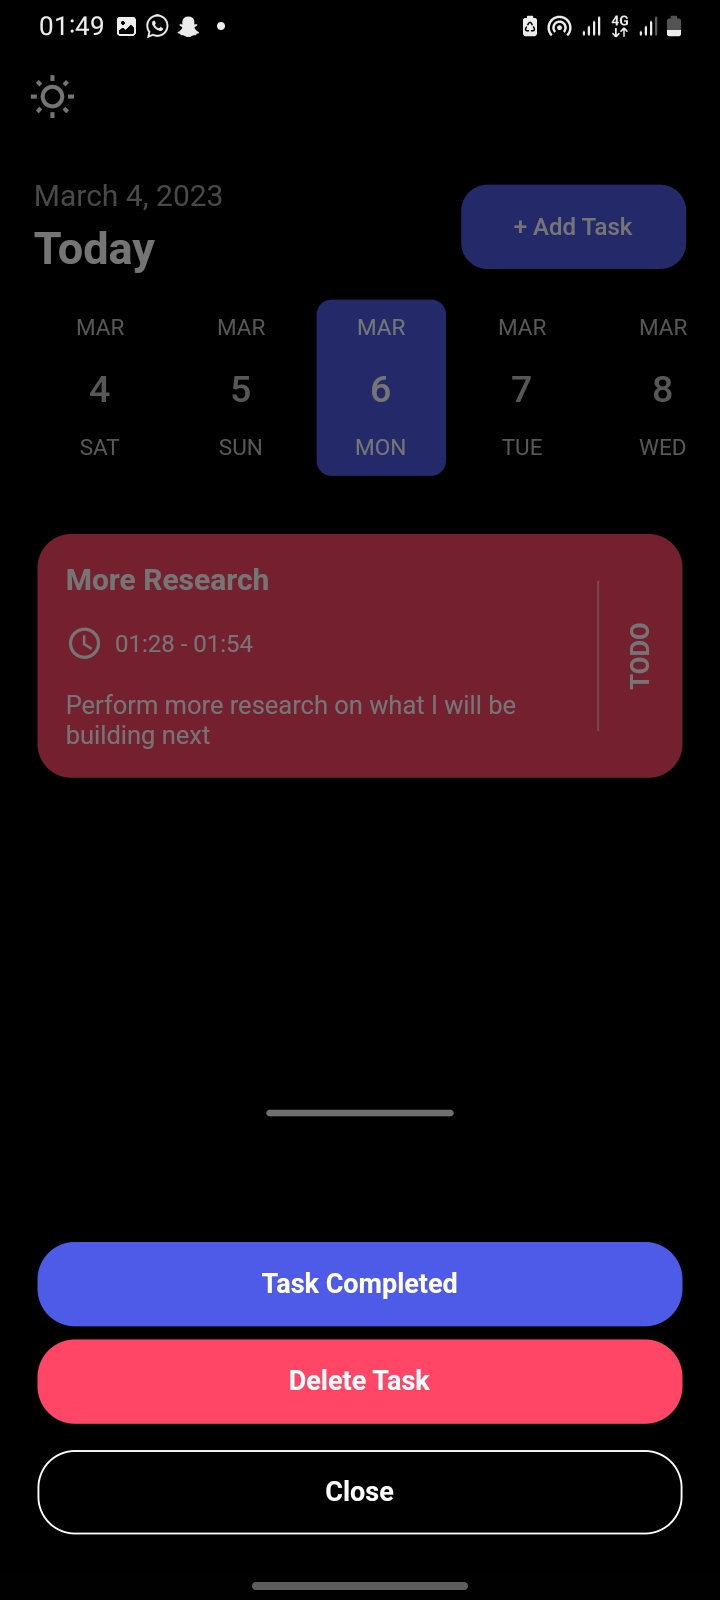 01:49
4G
March 4, 2023
Today
+ Add Task
MAR MAR MAR MAR MAR
4 5 6 7 8
SAT SUN MON TUE WED
More Research
01:28 - 01:54
Perform more research on what I will be
building next
TODO
Task Completed
Delete Task
Close